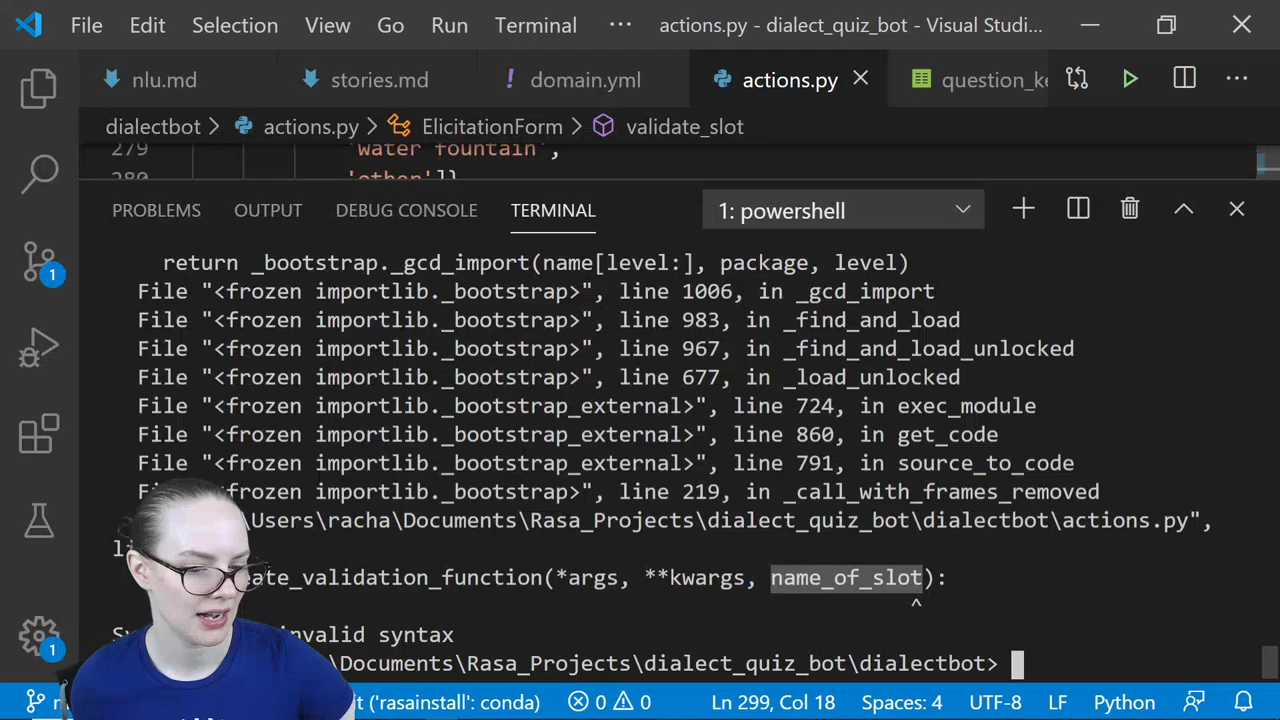 File Edit Selection View Go Run Terminal ··· actions.py - dialect_quiz_bot - Visual Studi...
nlu.md stories.md ! domain.yml actions.py question_ke ···
dialectbot > actions.py > ElicitationForm > validate_slot
279 'water fountain',
280 'other']}
PROBLEMS OUTPUT DEBUG CONSOLE TERMINAL 1: powershell
return _bootstrap._gcd_import(name[level:], package, level)
File "<frozen importlib._bootstrap>", line 1006, in _gcd_import
File "<frozen importlib._bootstrap>", line 983, in _find_and_load
File "<frozen importlib._bootstrap>", line 967, in _find_and_load_unlocked
File "<frozen importlib._bootstrap>", line 677, in _load_unlocked
File "<frozen importlib._bootstrap_external>", line 724, in exec_module
File "<frozen importlib._bootstrap_external>", line 860, in get_code
File "<frozen importlib._bootstrap_external>", line 791, in source_to_code
File "<frozen importlib._bootstrap>", line 219, in _call_with_frames_removed
\Users\racha\Documents\Rasa_Projects\dialect_quiz_bot\dialectbot\actions.py",
ate_validation_function(*args, **kwargs, name_of_slot):
^
invalid syntax
\Documents\Rasa_Projects\dialect_quiz_bot\dialectbot>
1
1
('rasainstall': conda) 0 0 Ln 299, Col 18 Spaces: 4 UTF-8 LF Python